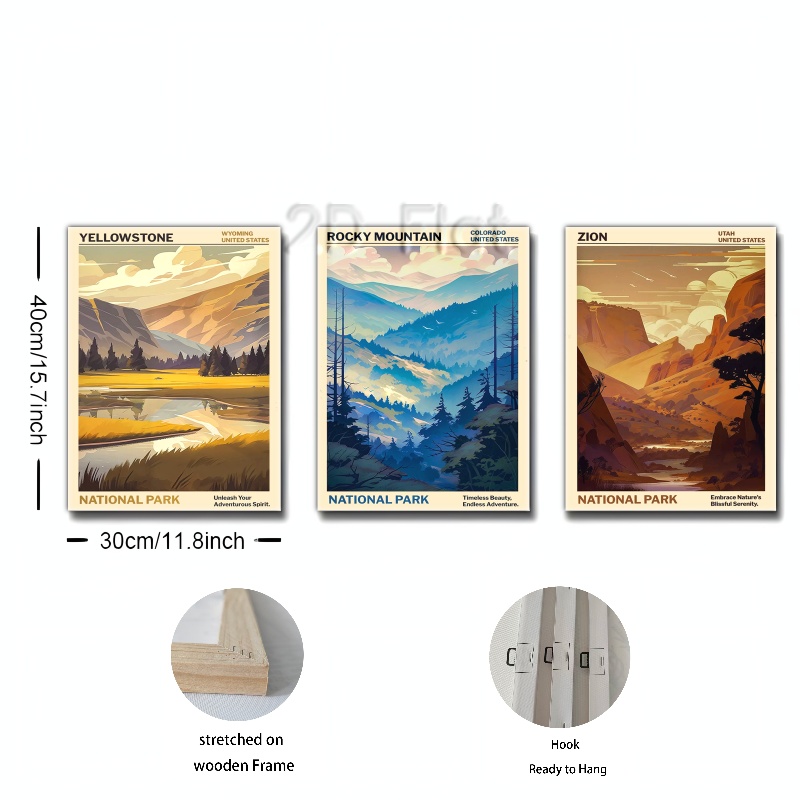 2D Flat
YELLOWSTONE
WYOMING
UNITED STATES
ROCKY MOUNTAIN
COLORADO
UNITED STATES
ZION
UTAH
UNITED STATES
40cm/15.7inch
NATIONAL PARK
Unleash Your
Adventurous Spirit.
NATIONAL PARK
Timeless Beauty,
Endless Adventure.
NATIONAL PARK
Embrace Nature's
Blissful Serenity.
30cm/11.8inch
stretched on
wooden Frame
Hook
Ready to Hang